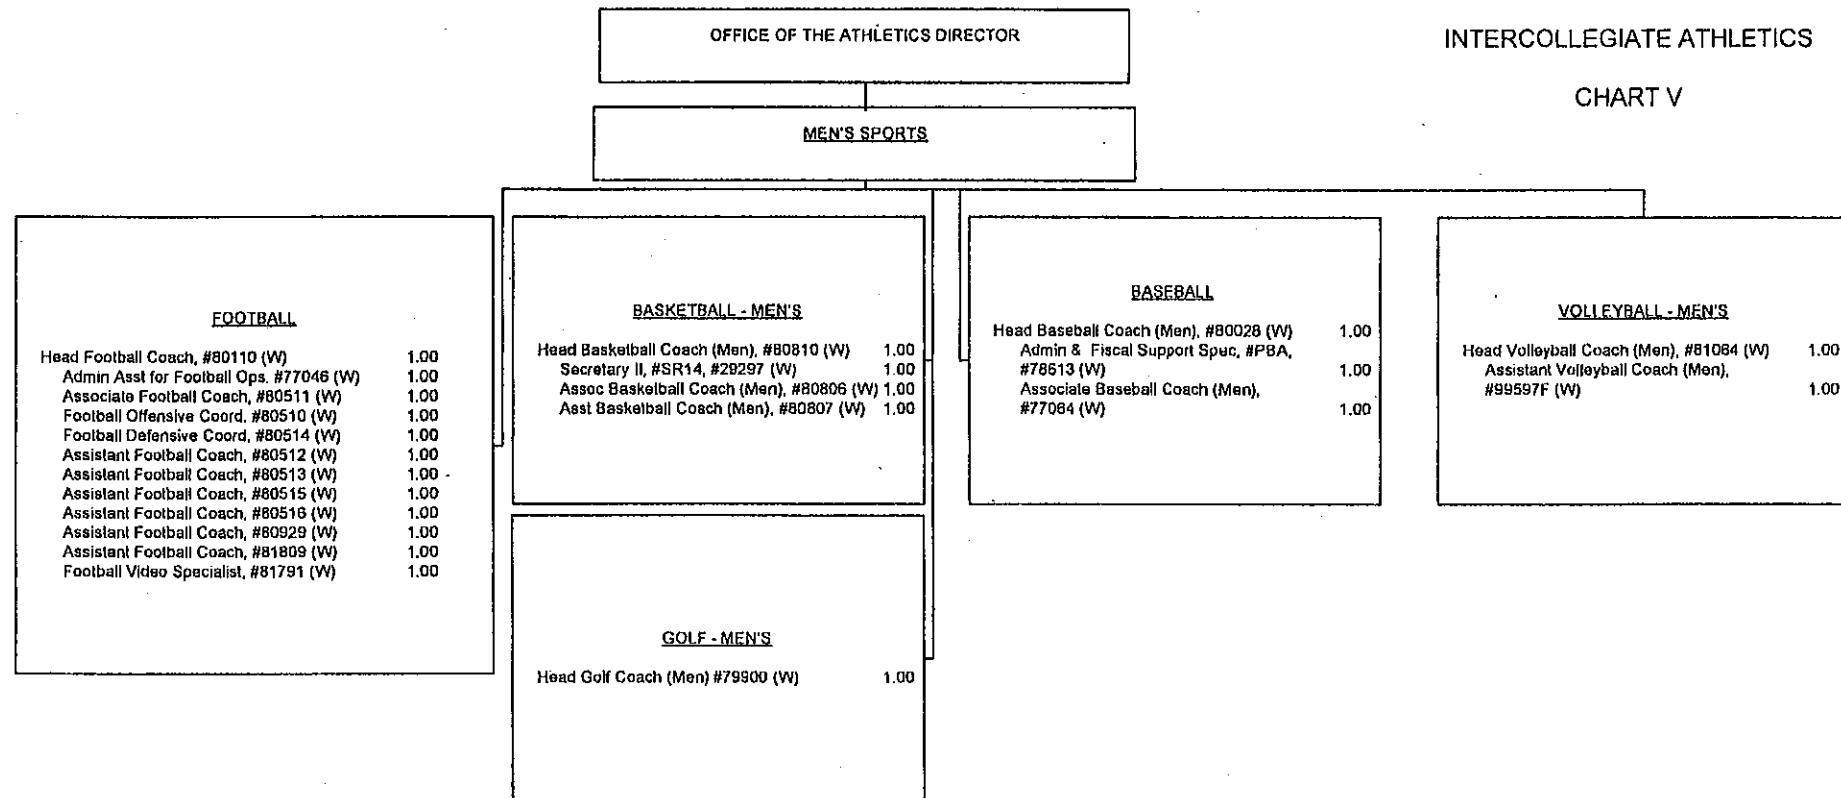 OFFICE OF THE ATHLETICS DIRECTOR
INTERCOLLEGIATE ATHLETICS
CHART V
MEN'S SPORTS
FOOTBALL
Head Football Coach, #80110 (W) 1.00
Admin Asst for Football Ops. #77046 (W) 1.00
Associate Football Coach, #80511 (W) 1.00
Football Offensive Coord, #80510 (W) 1.00
Football Defensive Coord, #80514 (W) 1.00
Assistant Football Coach, #80512 (W) 1.00
Assistant Football Coach, #80513 (W) 1.00
Assistant Football Coach, #80515 (W) 1.00
Assistant Football Coach, #80516 (W) 1.00
Assistant Football Coach, #80929 (W) 1.00
Assistant Football Coach, #81809 (W) 1.00
Football Video Specialist, #81791 (W) 1.00
BASKETBALL - MEN'S
Head Basketball Coach (Men), #80810 (W) 1.00
Secretary II, #SR14, #29297 (W) 1.00
Assoc Basketball Coach (Men), #80806 (W) 1.00
Asst Basketball Coach (Men), #80807 (W) 1.00
GOLF - MEN'S
Head Golf Coach (Men) #79900 (W) 1.00
BASEBALL
Head Baseball Coach (Men), #80028 (W) 1.00
Admin & Fiscal Support Spec, #PBA,
#78613 (W) 1.00
Associate Baseball Coach (Men),
#77064 (W) 1.00
VOLLEYBALL - MEN'S
Head Volleyball Coach (Men), #81064 (W) 1.00
Assistant Volleyball Coach (Men),
#99597F (W) 1.00